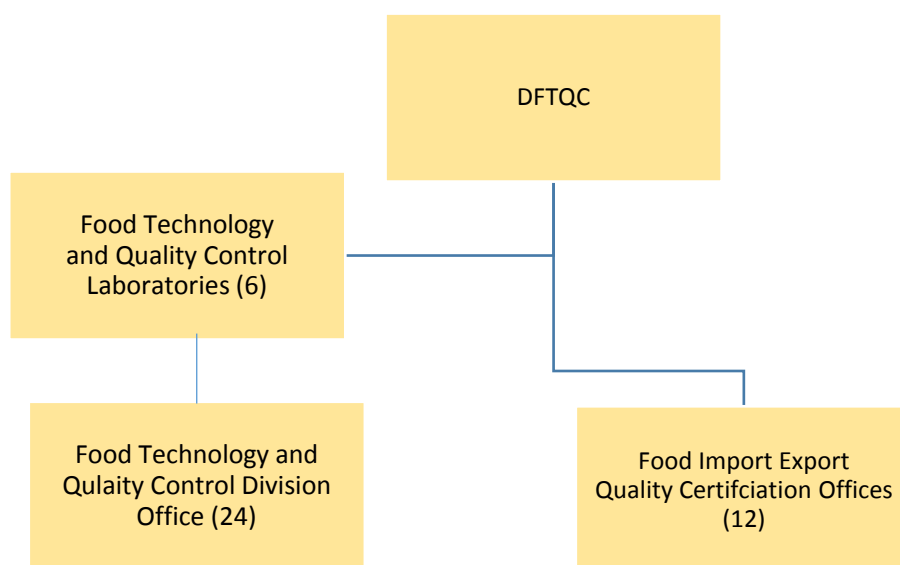 DFTQC
Food Technology
and Quality Control
Laboratories (6)
Food Technology and
Qulaity Control Division
Office (24)
Food Import Export
Quality Certifciation Offices
(12)